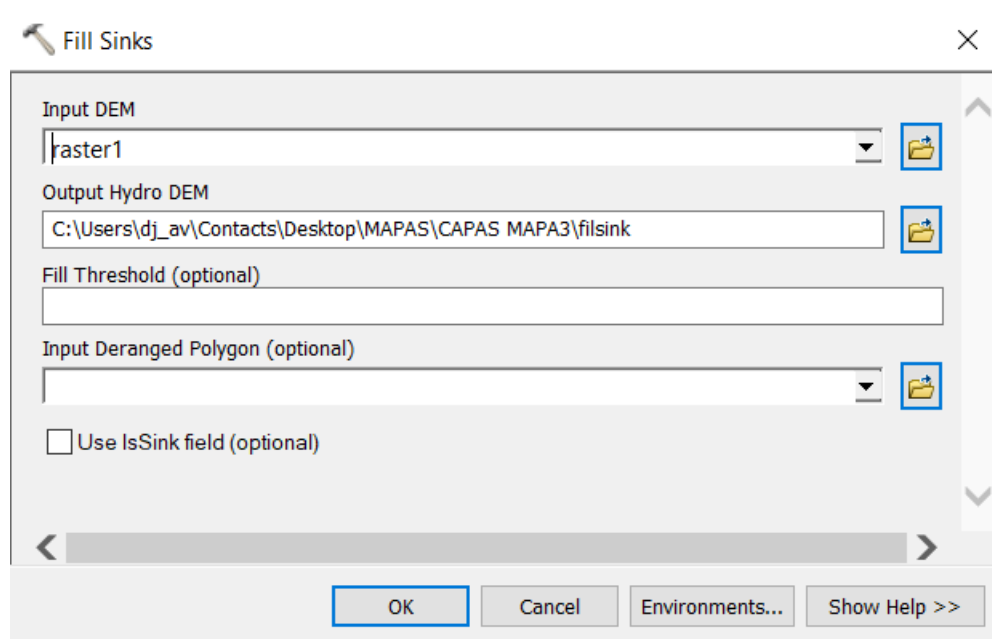 Fill Sinks
Input DEM
raster1
Output Hydro DEM
C:\Users\dj_av\Contacts\Desktop\MAPAS\CAPAS MAPA3\filsink
Fill Threshold (optional)
Input Deranged Polygon (optional)
Use IsSink field (optional)
OK Cancel Environments... Show Help >>